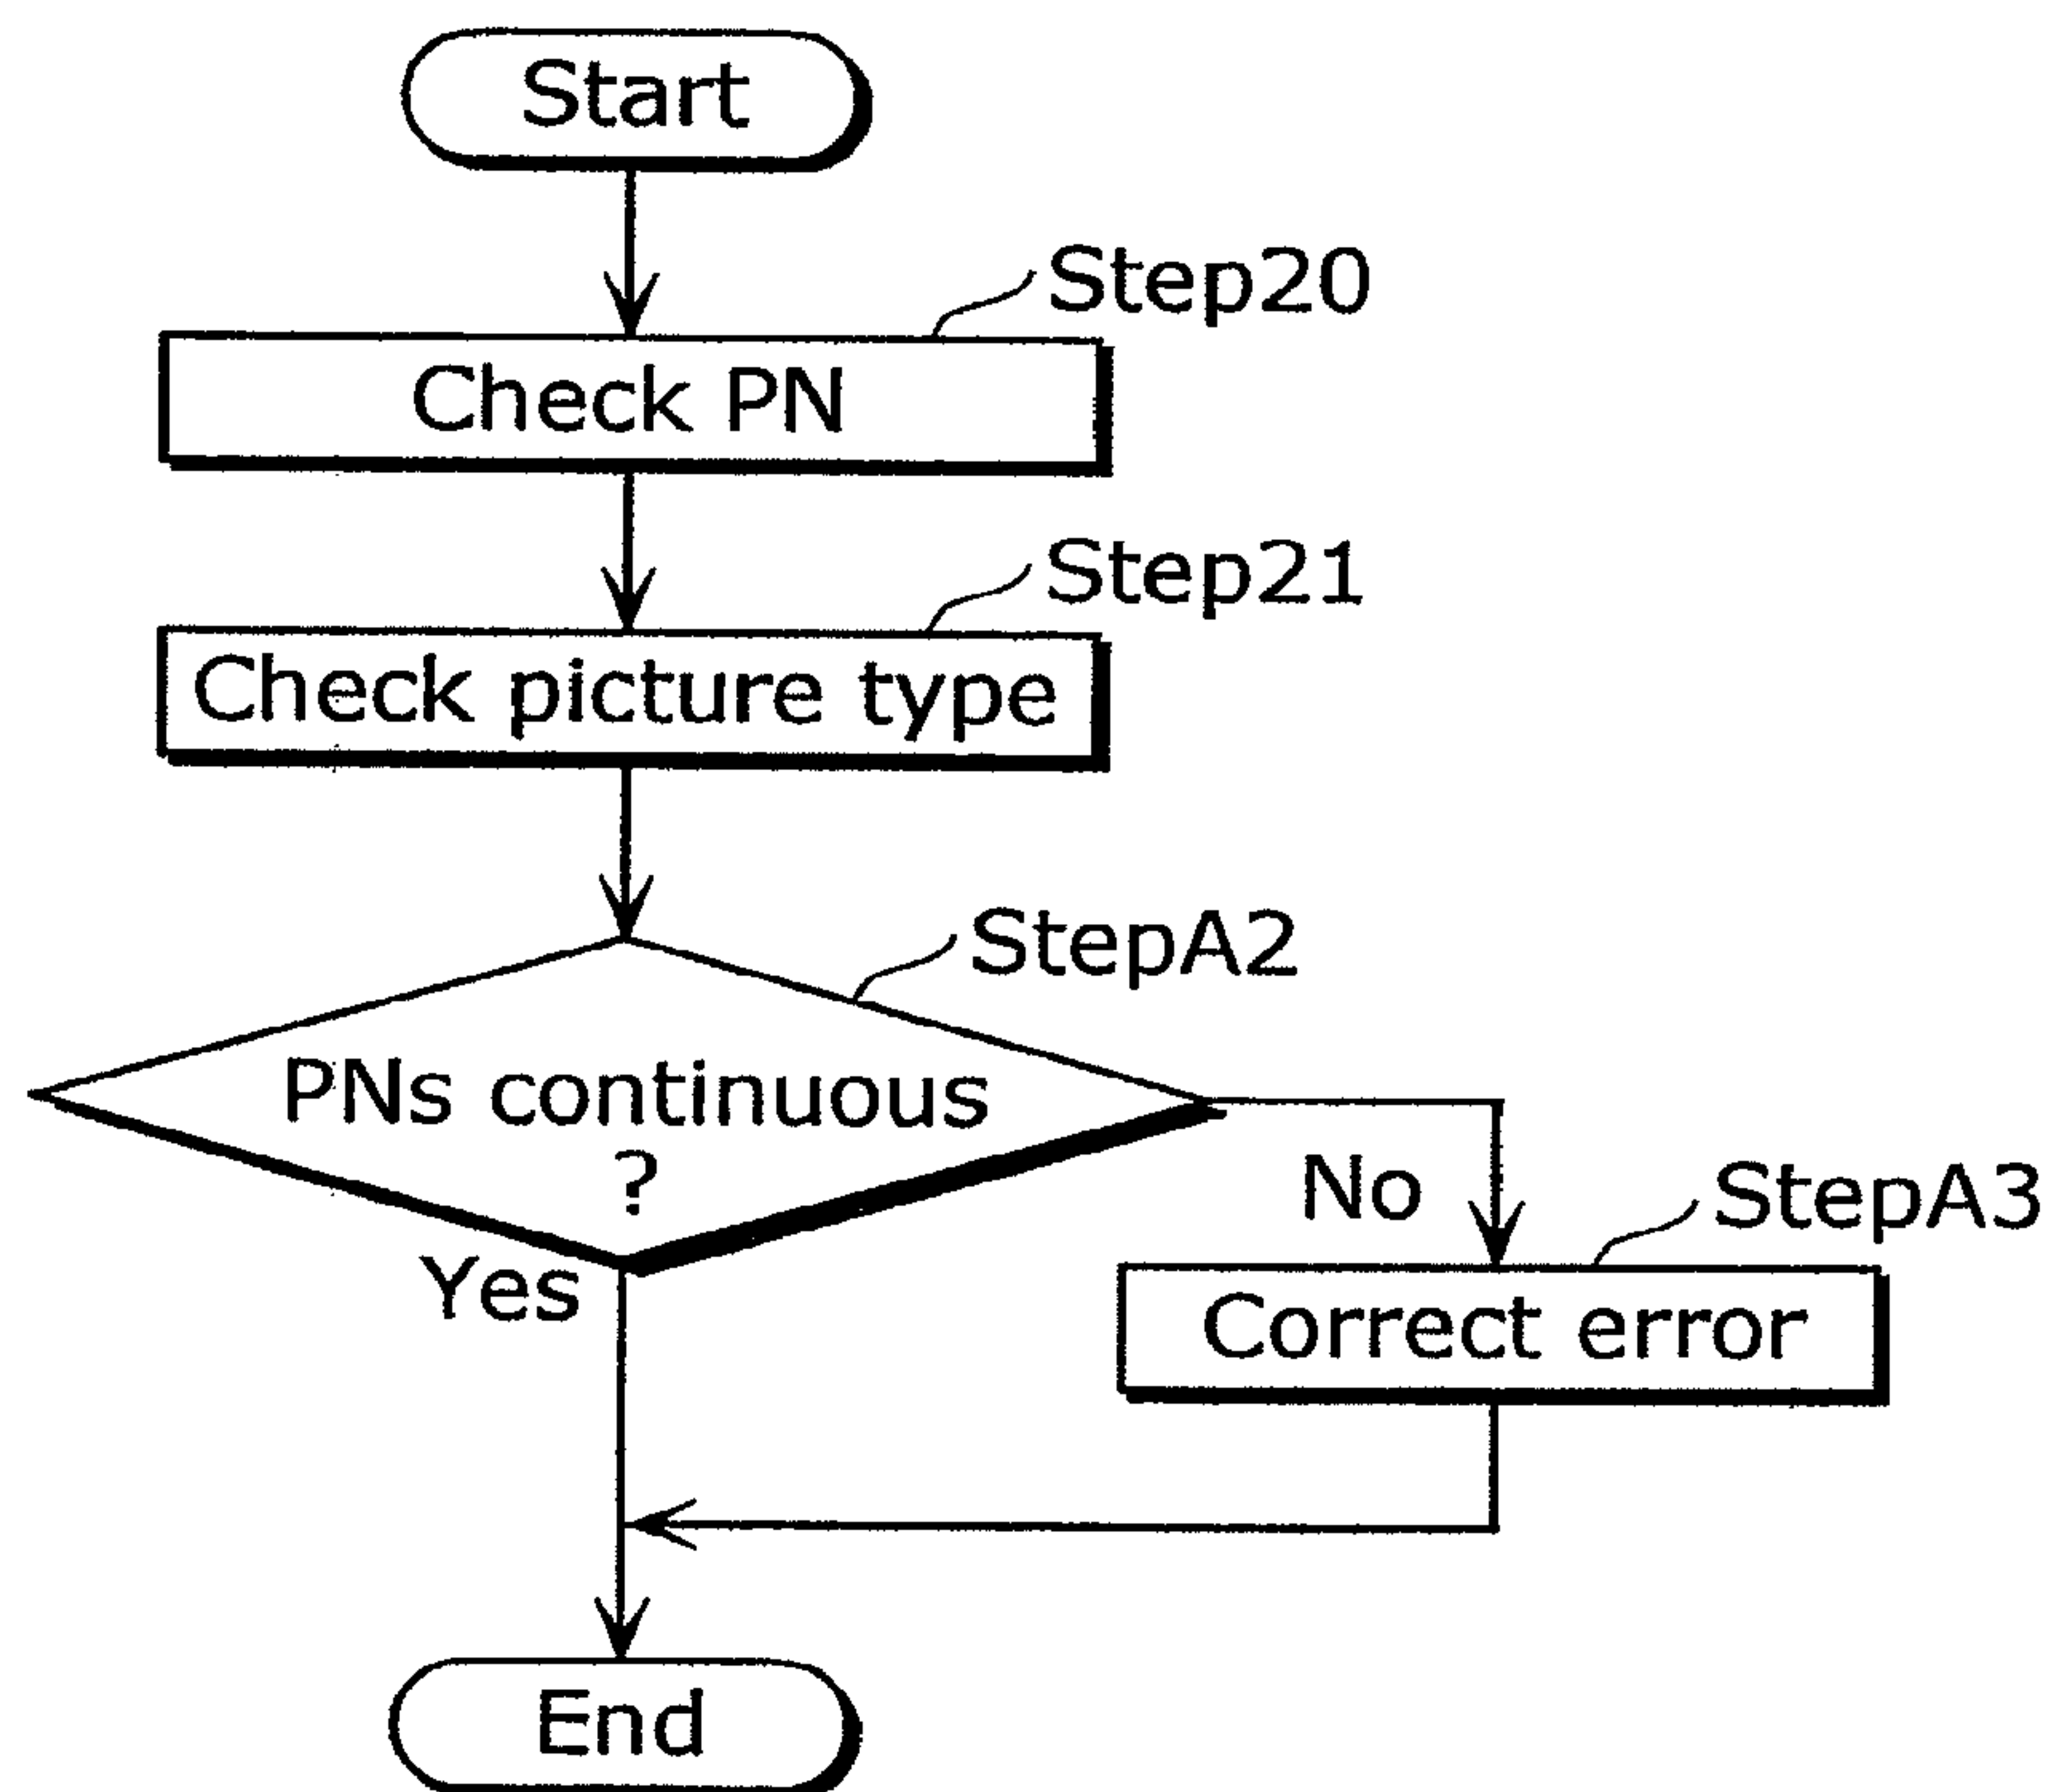 Start
Step20
Check PN
Step21
Check picture type
StepA2
PNs continuous
?
No
StepA3
Yes
Correct error
End